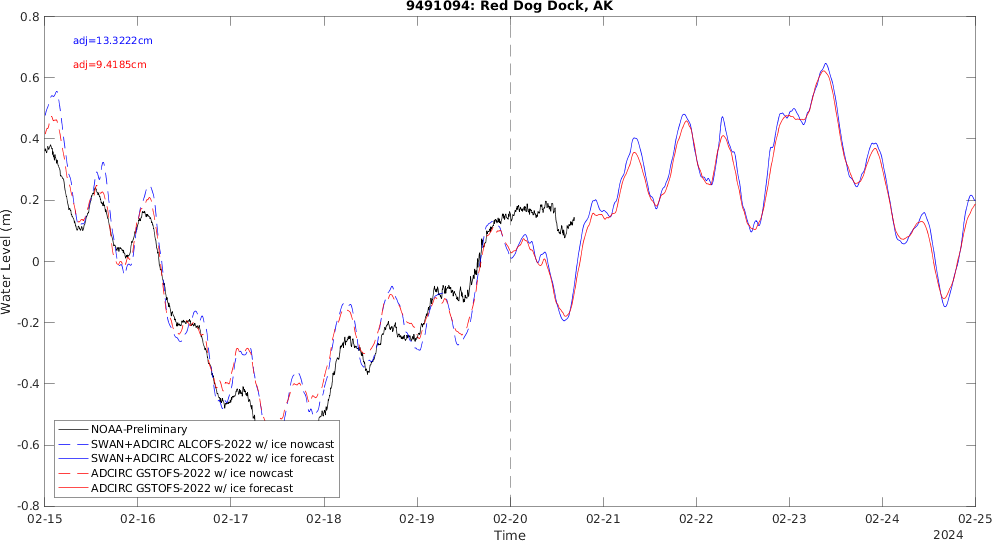 9491094: Red Dog Dock, AK
adj=13.3222cm
adj=9.4185cm
Water Level (m)
0.8
0.6
0.4
0.2
0
-0.2
-0.4
-0.6
-0.8
NOAA-Preliminary
SWAN+ADCIRC ALCOFS-2022 w/ ice nowcast
SWAN+ADCIRC ALCOFS-2022 w/ ice forecast
ADCIRC GSTOFS-2022 w/ ice nowcast
ADCIRC GSTOFS-2022 w/ ice forecast
02-15 02-16 02-17 02-18 02-19 02-20 02-21 02-22 02-23 02-24 02-25
Time
2024